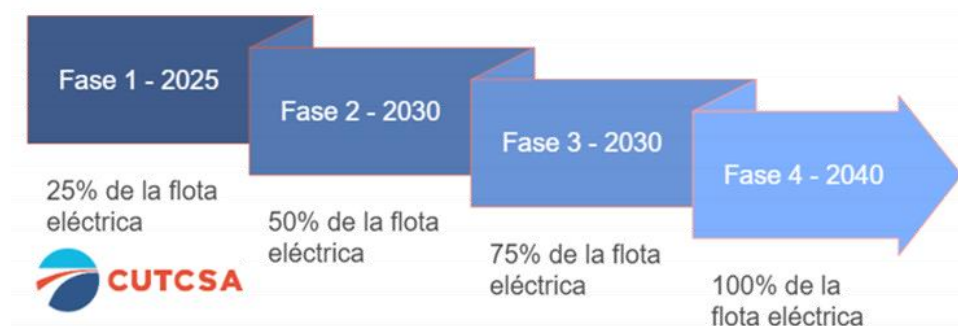 Fase 1 - 2025
25% de la flota
eléctrica
Fase 2 - 2030
50% de la flota
eléctrica
Fase 3 - 2030
75% de la flota
eléctrica
Fase 4 - 2040
100% de la
flota eléctrica
CUTCSA